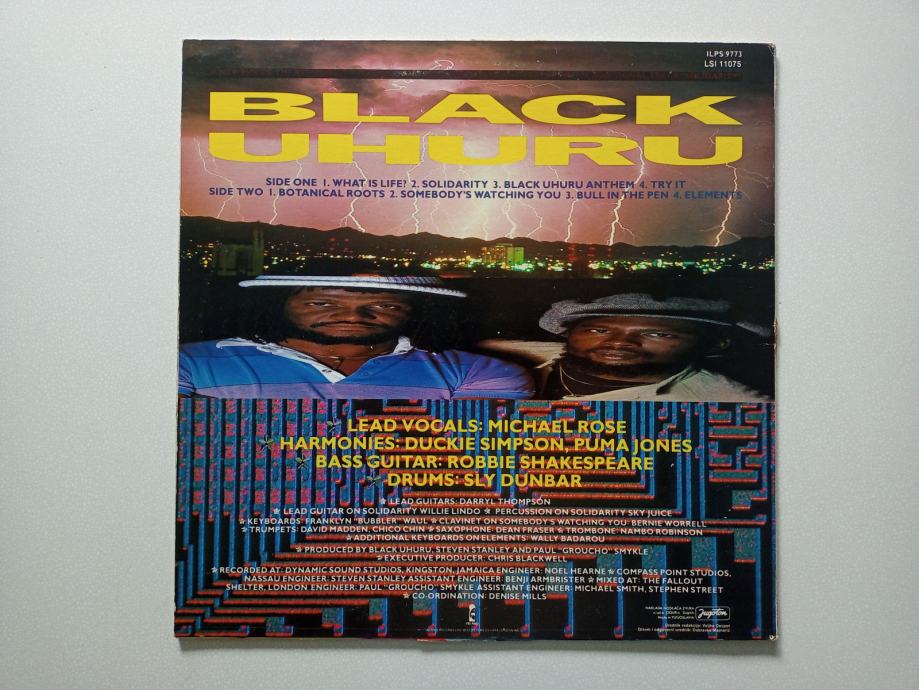 ILPS 9773
LSI 11075
BLACK
UHURU
SIDE ONE 1. WHAT IS LIFE? 2. SOLIDARITY 3. BLACK UHURU ANTHEM 4. TRY IT
SIDE TWO 1. BOTANICAL ROOTS 2. SOMEBODY'S WATCHING YOU 3. BULL IN THE PEN 4. ELEMENTS
LEAD VOCALS: MICHAEL ROSE
HARMONIES: DUCKIE SIMPSON, PUMA JONES
BASS GUITAR: ROBBIE SHAKESPEARE
DRUMS: SLY DUNBAR
LEAD GUITARS: DARRYL THOMPSON
LEAD GUITAR ON SOLIDARITY WILLIE LINDO PERCUSSION ON SOLIDARITY SKY JUICE
KEYBOARDS: FRANKLYN "BUBBLER" WAUL CLAVINET ON SOMEBODY'S WATCHING YOU: BERNIE WORRELL
TRUMPETS: DAVID MADDEN, CHICO CHIN SAXOPHONE: DEAN FRASER TROMBONE: NAMBO ROBINSON
ADDITIONAL KEYBOARDS ON ELEMENTS: WALLY BADAROU
PRODUCED BY BLACK UHURU, STEVEN STANLEY AND PAUL "GROUCHO" SMYKLE
EXECUTIVE PRODUCER: CHRIS BLACKWELL
RECORDED AT: DYNAMIC SOUND STUDIOS, KINGSTON, JAMAICA ENGINEER: NOEL HEARNE COMPASS POINT STUDIOS,
NASSAU ENGINEER: STEVEN STANLEY ASSISTANT ENGINEER: BENJI ARMBRISTER MIXED AT: THE FALLOUT
SHELTER, LONDON ENGINEER: PAUL "GROUCHO" SMYKLE ASSISTANT ENGINEER: MICHAEL SMITH, STEPHEN STREET
CO-ORDINATION: DENISE MILLS
Jugoton